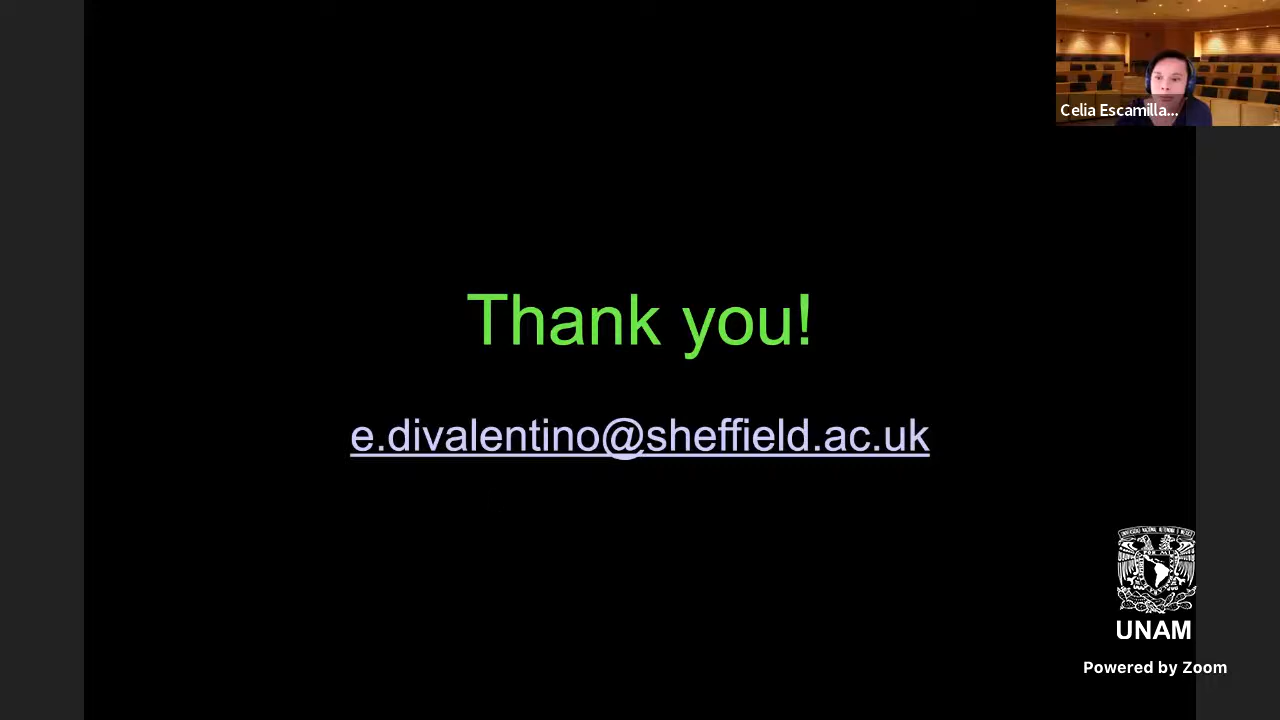 Celia Escamilla...
Thank you!
e.divalentino@sheffield.ac.uk
UNAM
Powered by Zoom